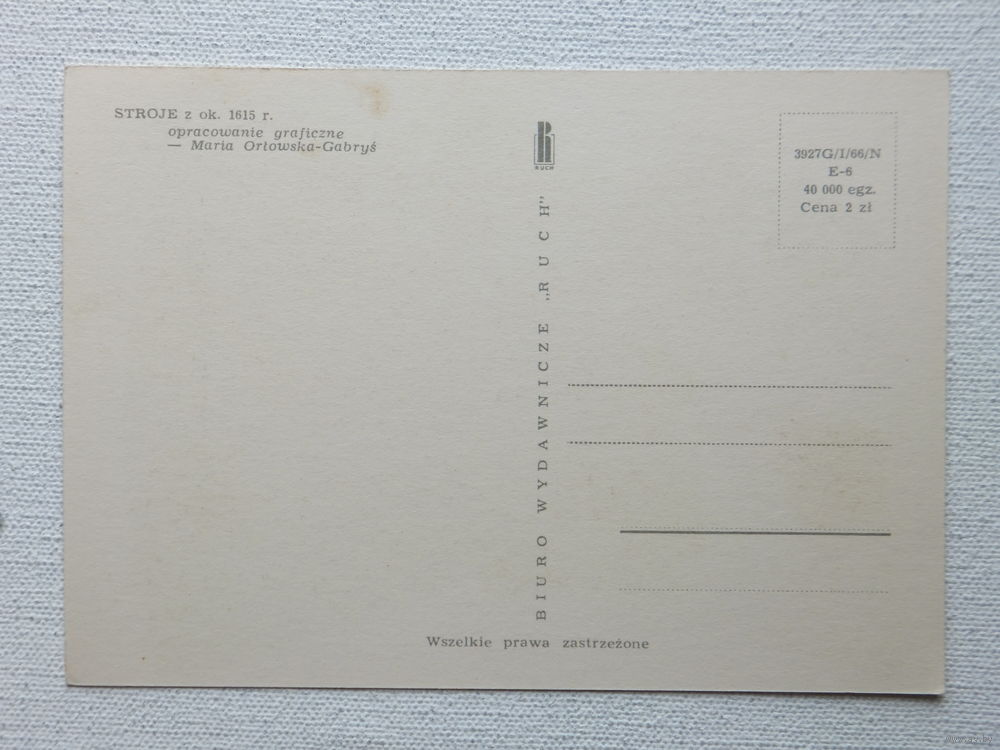 STROJE z ok. 1615 r.
opracowanie graficzne
— Maria Orłowska-Gabryś
RUCH
3927G/I/66/N
E-6
40 000 egz.
Cena 2 zł
BIURO WYDAWNICZE „RUCH”
Wszelkie prawa zastrzeżone